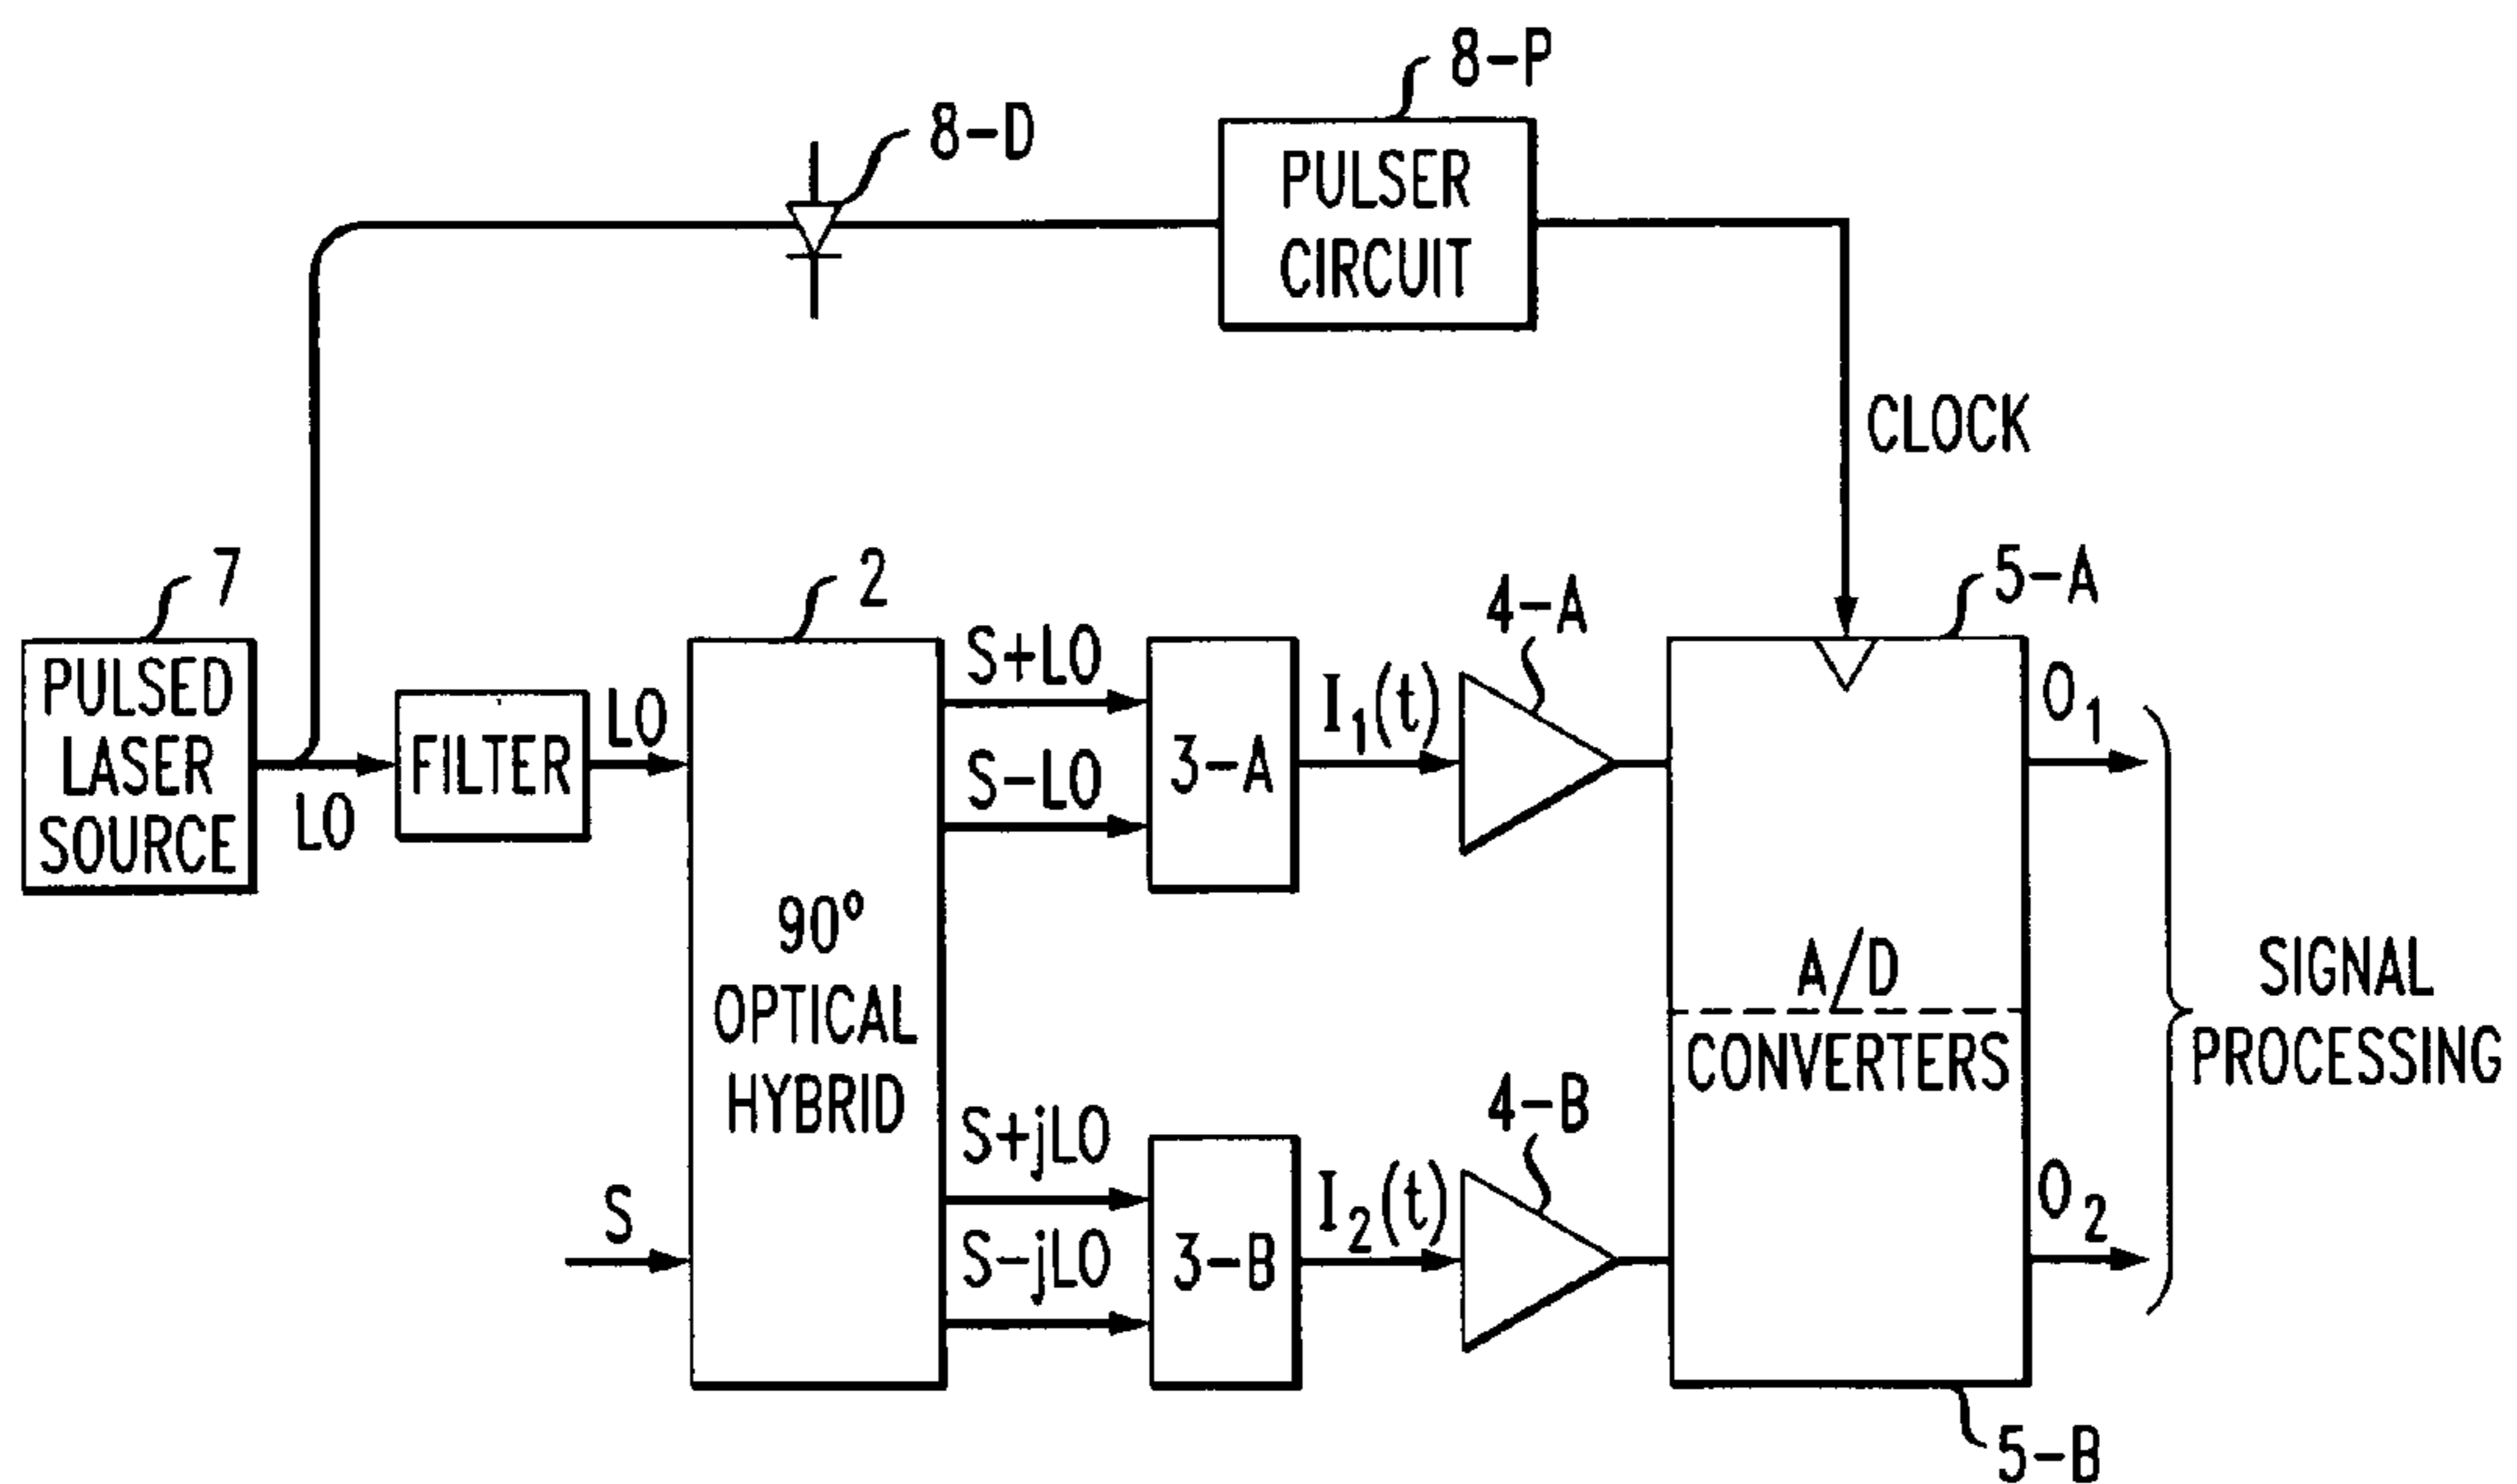 8-P
8-D
PULSER
CIRCUIT
CLOCK
7
2
4-A
5-A
PULSED
LASER
SOURCE
LO
FILTER
LO
S+LO
S-LO
3-A
I1(t)
O1
90°
OPTICAL
HYBRID
A/D
CONVERTERS
SIGNAL
PROCESSING
S
S+jLO
S-jLO
3-B
I2(t)
4-B
O2
5-B